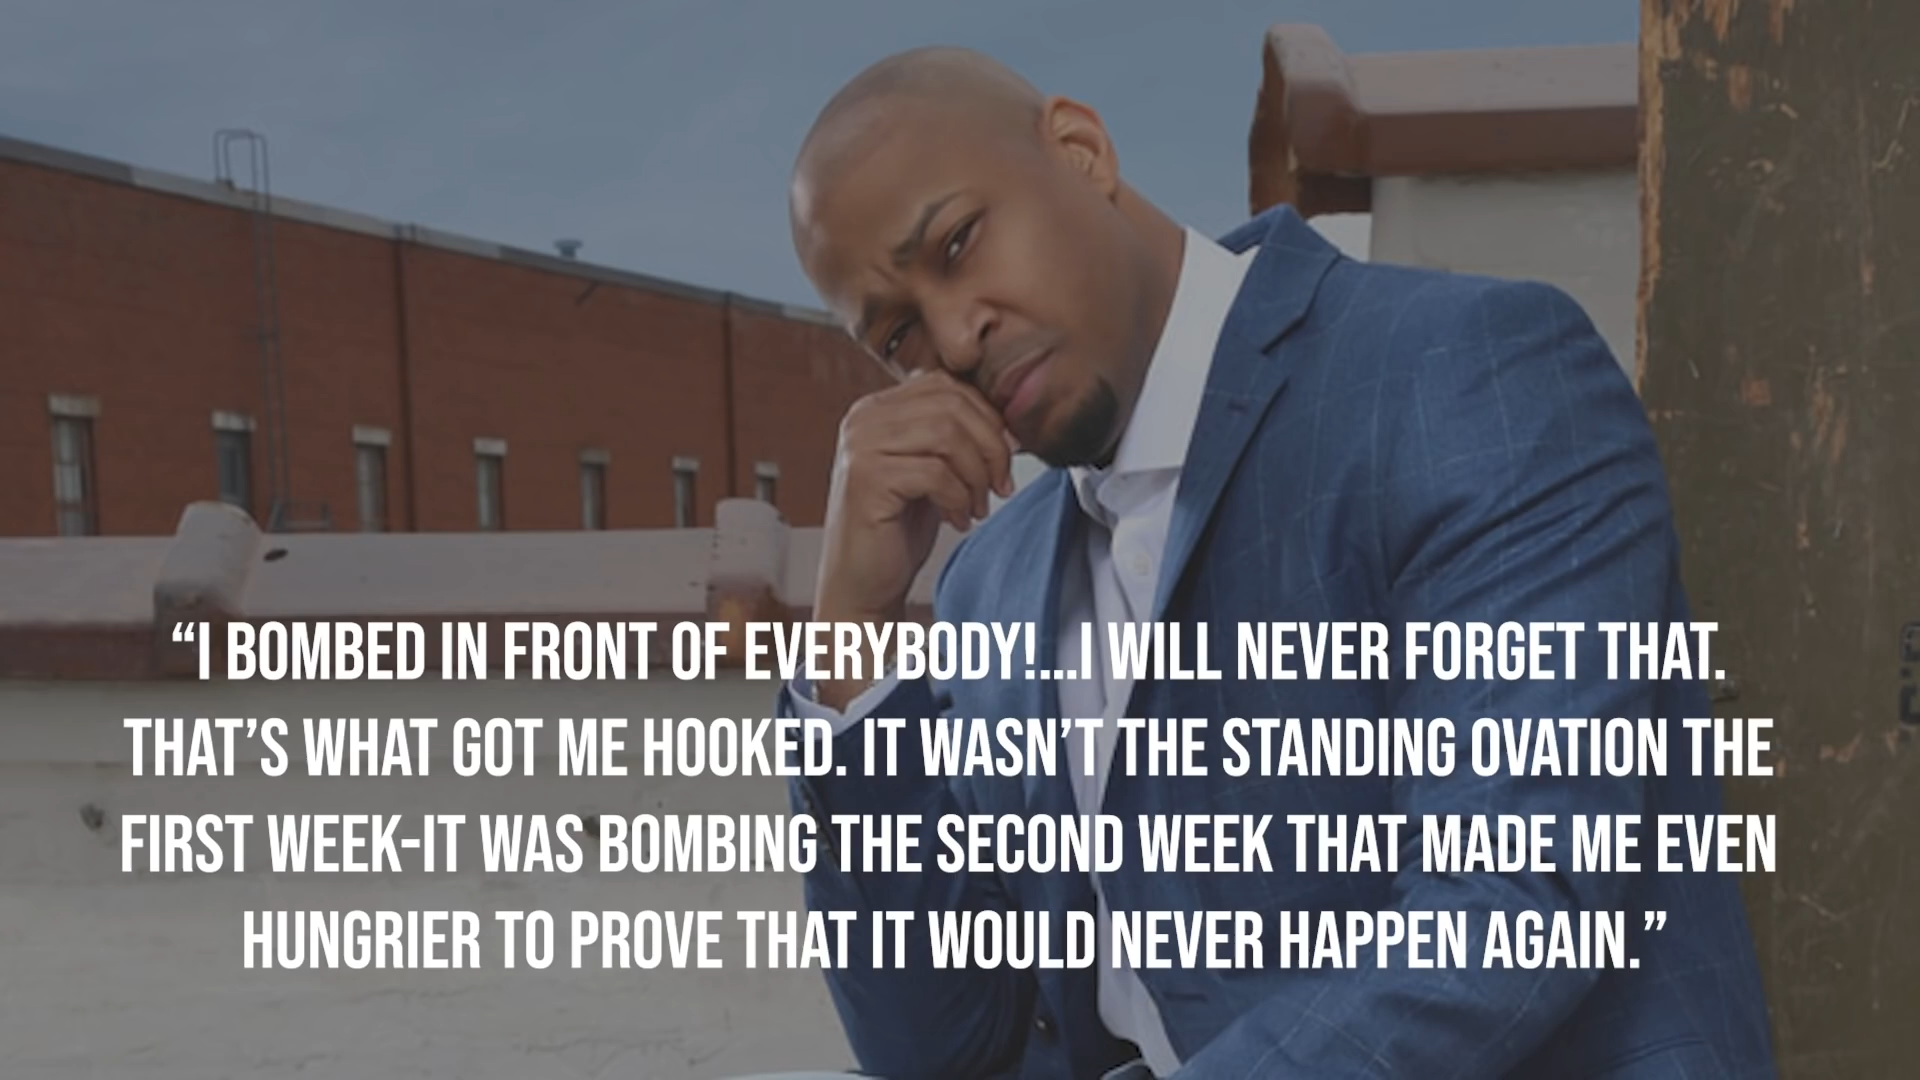 “I BOMBED IN FRONT OF EVERYBODY!...I WILL NEVER FORGET THAT.
THAT’S WHAT GOT ME HOOKED. IT WASN’T THE STANDING OVATION THE
FIRST WEEK-IT WAS BOMBING THE SECOND WEEK THAT MADE ME EVEN
HUNGRIER TO PROVE THAT IT WOULD NEVER HAPPEN AGAIN.”